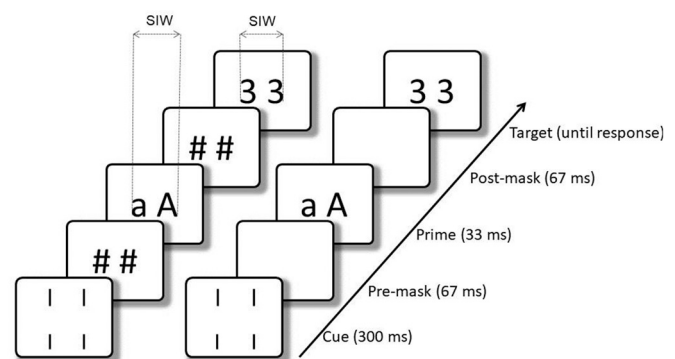 SIW
SIW
3 3
3 3
# #
Target (until response)
a A
a A
Post-mask (67 ms)
# #
Prime (33 ms)
Pre-mask (67 ms)
| |
| |
| |
| |
Cue (300 ms)